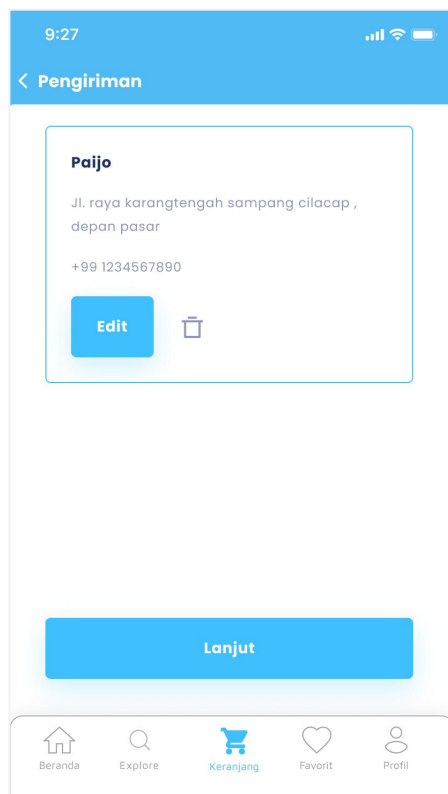 9:27
Pengiriman
Paijo
Jl. raya karangtengah sampang cilacap ,
depan pasar
+99 1234567890
Edit
Lanjut
Beranda Explore Keranjang Favorit Profil